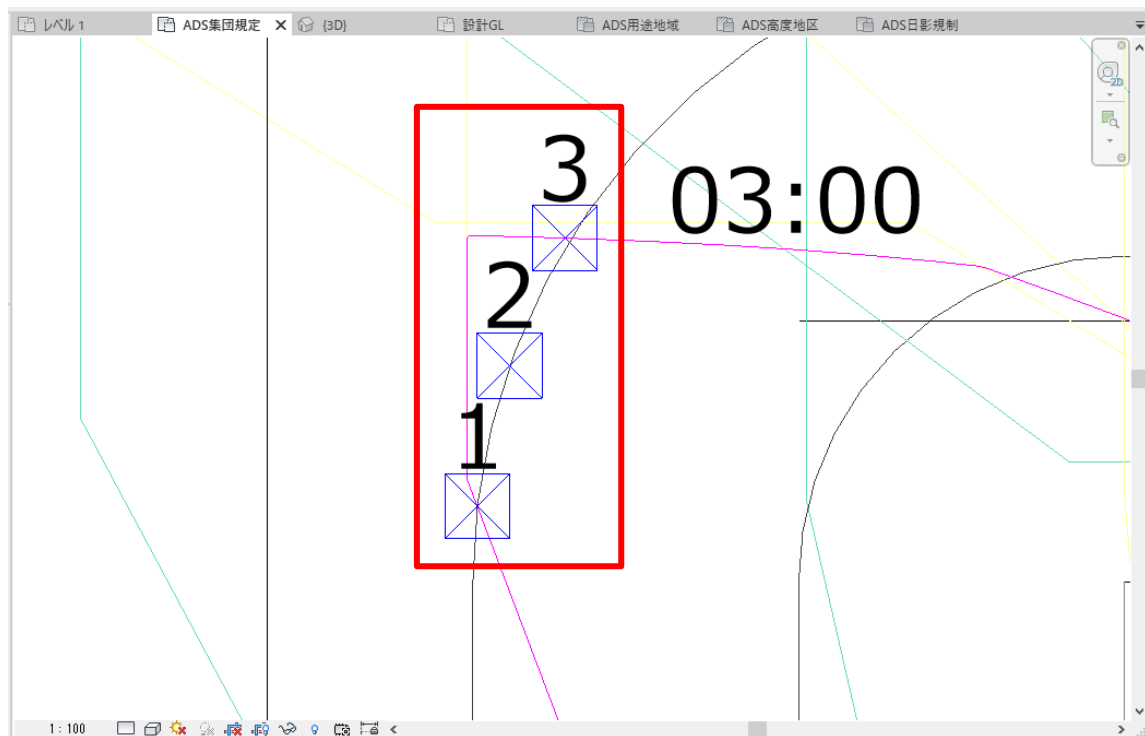 レベル 1
ADS集団規定
{3D}
設計GL
ADS用途地域
ADS高度地区
ADS日影規制
2D
3
03:00
2
1
1 : 100